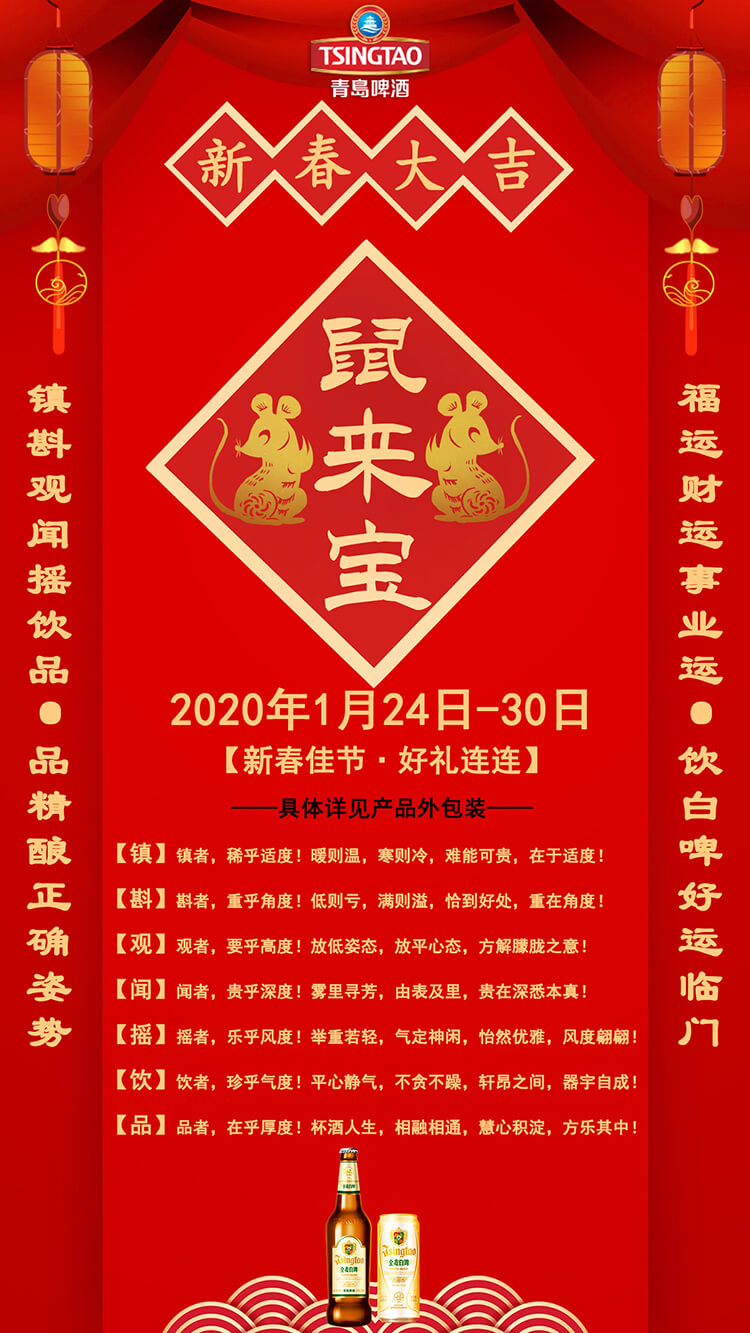 TSINGTAO
青島啤酒
新春大吉
鼠来宝
镇斟观闻摇饮品·品精酿正确姿势
福运财运事业运·饮白啤好运临门
2020年1月24日-30日
【新春佳节·好礼连连】
——具体详见产品外包装——
【镇】镇者，稀乎适度！暖则温，寒则冷，难能可贵，在于适度！
【斟】斟者，重乎角度！低则亏，满则溢，恰到好处，重在角度！
【观】观者，要乎高度！放低姿态，放平心态，方解朦胧之意！
【闻】闻者，贵乎深度！雾里寻芳，由表及里，贵在深悉本真！
【摇】摇者，乐乎风度！举重若轻，气定神闲，怡然优雅，风度翩翩！
【饮】饮者，珍乎气度！平心静气，不贪不躁，轩昂之间，器宇自成！
【品】品者，在乎厚度！杯酒人生，相融相通，慧心积淀，方乐其中！
Tsingtao
全麦白啤
Tsingtao
全麦白啤